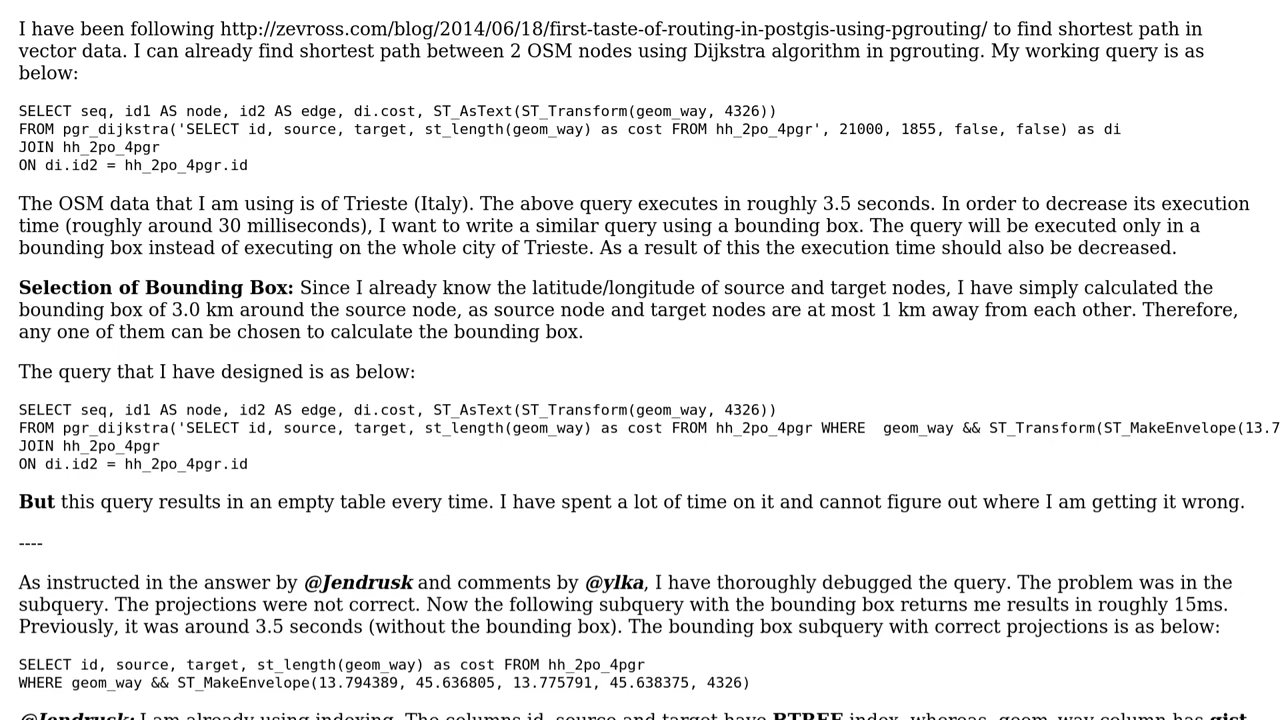 I have been following http://zevross.com/blog/2014/06/18/first-taste-of-routing-in-postgis-using-pgrouting/ to find shortest path in
vector data. I can already find shortest path between 2 OSM nodes using Dijkstra algorithm in pgrouting. My working query is as
below:
SELECT seq, id1 AS node, id2 AS edge, di.cost, ST_AsText(ST_Transform(geom_way, 4326))
FROM pgr_dijkstra('SELECT id, source, target, st_length(geom_way) as cost FROM hh_2po_4pgr', 21000, 1855, false, false) as di
JOIN hh_2po_4pgr
ON di.id2 = hh_2po_4pgr.id
The OSM data that I am using is of Trieste (Italy). The above query executes in roughly 3.5 seconds. In order to decrease its execution
time (roughly around 30 milliseconds), I want to write a similar query using a bounding box. The query will be executed only in a
bounding box instead of executing on the whole city of Trieste. As a result of this the execution time should also be decreased.
Selection of Bounding Box: Since I already know the latitude/longitude of source and target nodes, I have simply calculated the
bounding box of 3.0 km around the source node, as source node and target nodes are at most 1 km away from each other. Therefore,
any one of them can be chosen to calculate the bounding box.
The query that I have designed is as below:
SELECT seq, id1 AS node, id2 AS edge, di.cost, ST_AsText(ST_Transform(geom_way, 4326))
FROM pgr_dijkstra('SELECT id, source, target, st_length(geom_way) as cost FROM hh_2po_4pgr WHERE  geom_way && ST_Transform(ST_MakeEnvelope(13.7
JOIN hh_2po_4pgr
ON di.id2 = hh_2po_4pgr.id
But this query results in an empty table every time. I have spent a lot of time on it and cannot figure out where I am getting it wrong.
----
As instructed in the answer by @Jendrusk and comments by @ylka, I have thoroughly debugged the query. The problem was in the
subquery. The projections were not correct. Now the following subquery with the bounding box returns me results in roughly 15ms.
Previously, it was around 3.5 seconds (without the bounding box). The bounding box subquery with correct projections is as below:
SELECT id, source, target, st_length(geom_way) as cost FROM hh_2po_4pgr
WHERE geom_way && ST_MakeEnvelope(13.794389, 45.636805, 13.775791, 45.638375, 4326)
@Jendrusk: I am already using indexing. The columns id, source and target have BTREE index, whereas, geom_way column has gist